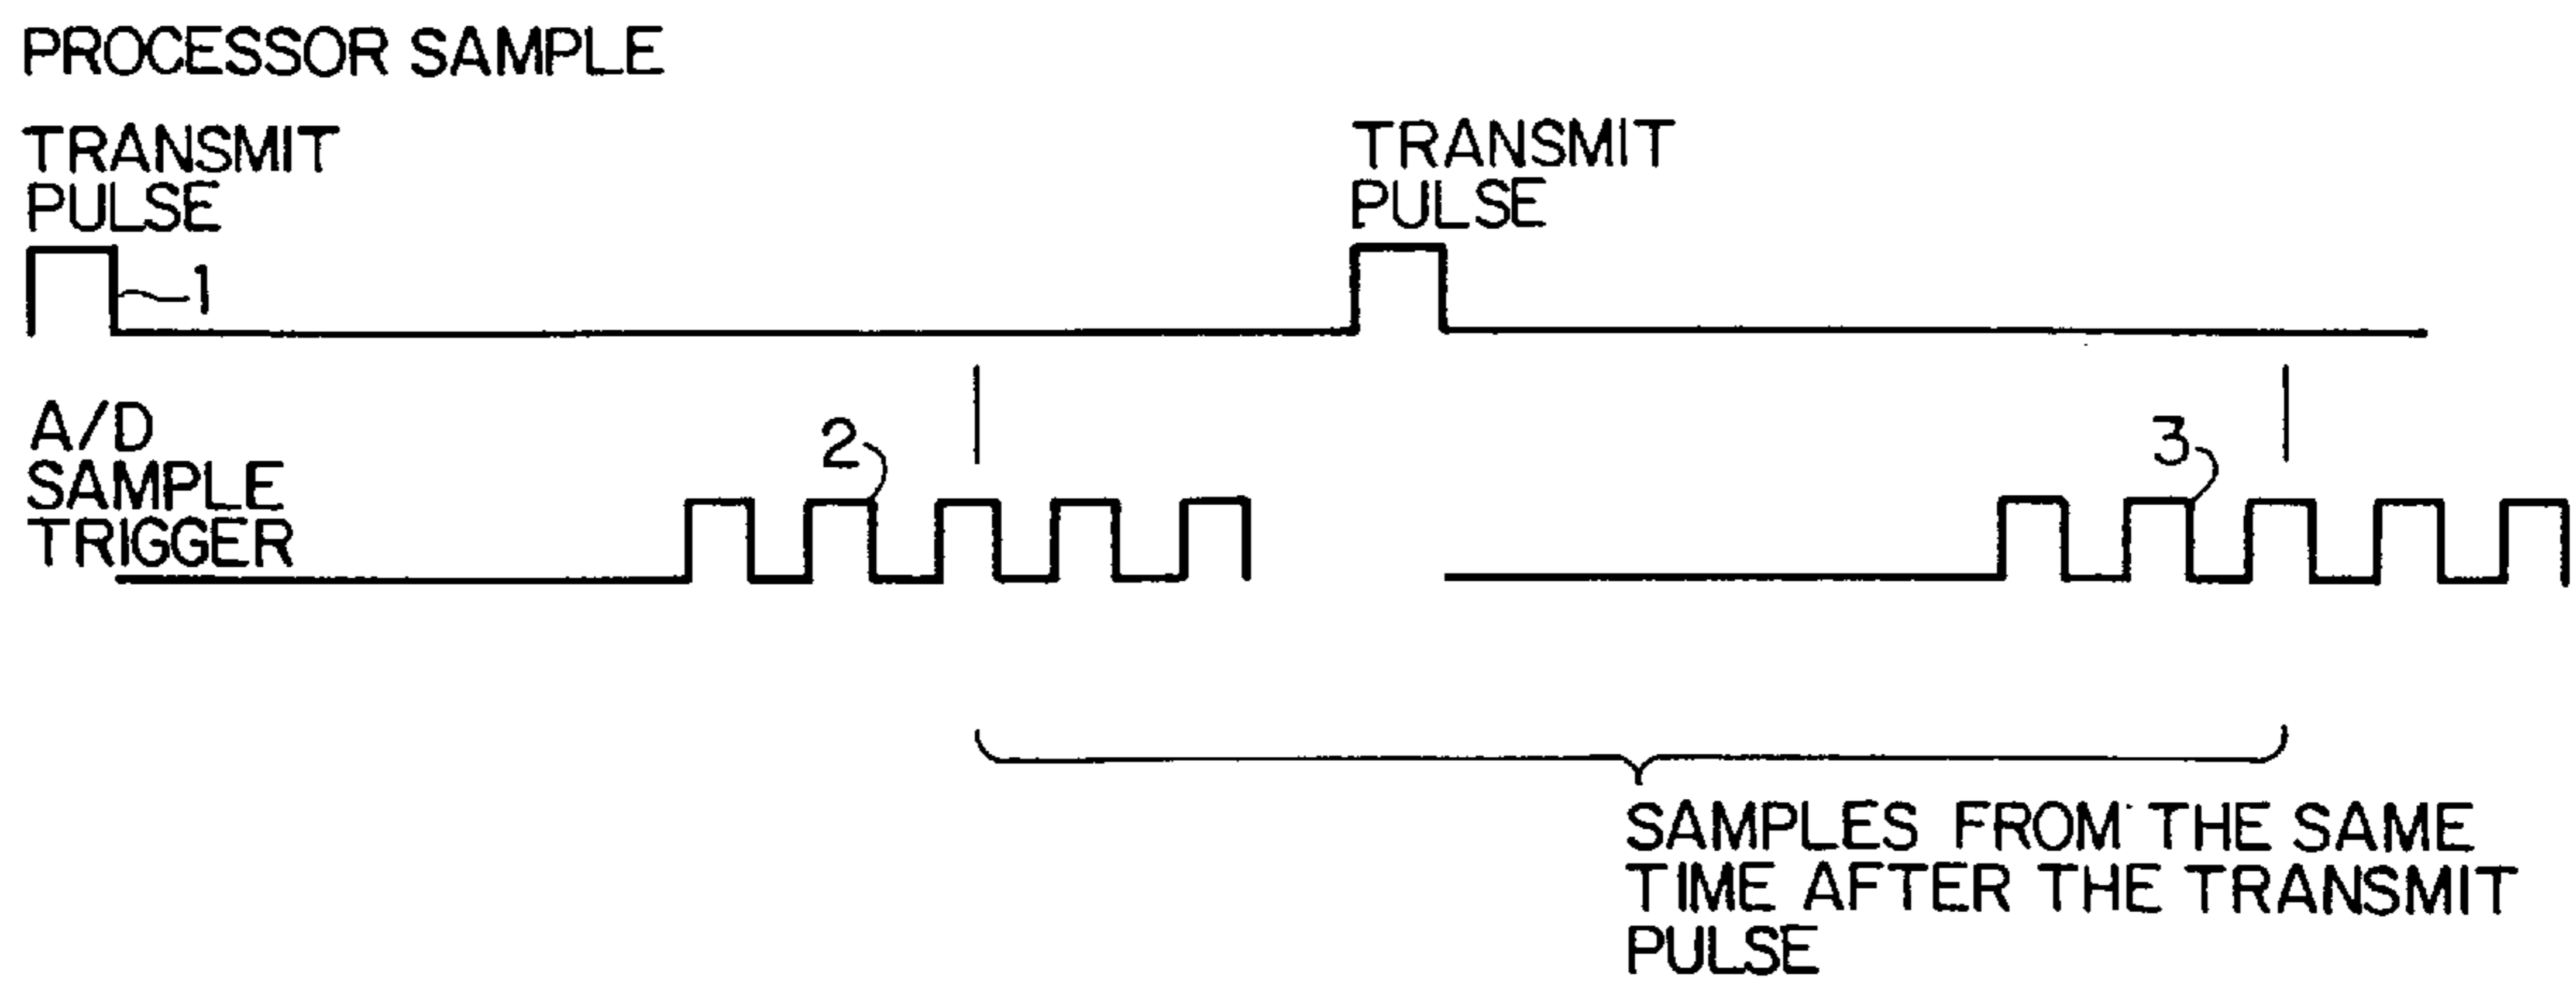 PROCESSOR SAMPLE
TRANSMIT
PULSE
TRANSMIT
PULSE
1
A/D
SAMPLE
TRIGGER
2
3
SAMPLES FROM THE SAME
TIME AFTER THE TRANSMIT
PULSE